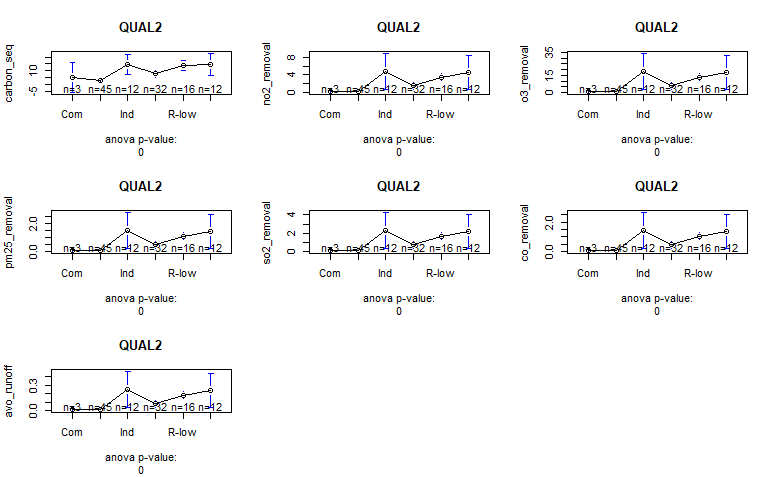 QUAL2
carbon_seq
-5 10
n=3 n=45 n=12 n=32 n=16 n=12
Com Ind R-low
anova p-value:
0
QUAL2
no2_removal
0 4 8
n=3 n=45 n=12 n=32 n=16 n=12
Com Ind R-low
anova p-value:
0
QUAL2
o3_removal
0 15 35
n=3 n=45 n=12 n=32 n=16 n=12
Com Ind R-low
anova p-value:
0
QUAL2
pm25_removal
0.0 2.0
n=3 n=45 n=12 n=32 n=16 n=12
Com Ind R-low
anova p-value:
0
QUAL2
so2_removal
0 2 4
n=3 n=45 n=12 n=32 n=16 n=12
Com Ind R-low
anova p-value:
0
QUAL2
co_removal
0.0 2.0
n=3 n=45 n=12 n=32 n=16 n=12
Com Ind R-low
anova p-value:
0
QUAL2
avo_runoff
0.0 0.3
n=3 n=45 n=12 n=32 n=16 n=12
Com Ind R-low
anova p-value:
0